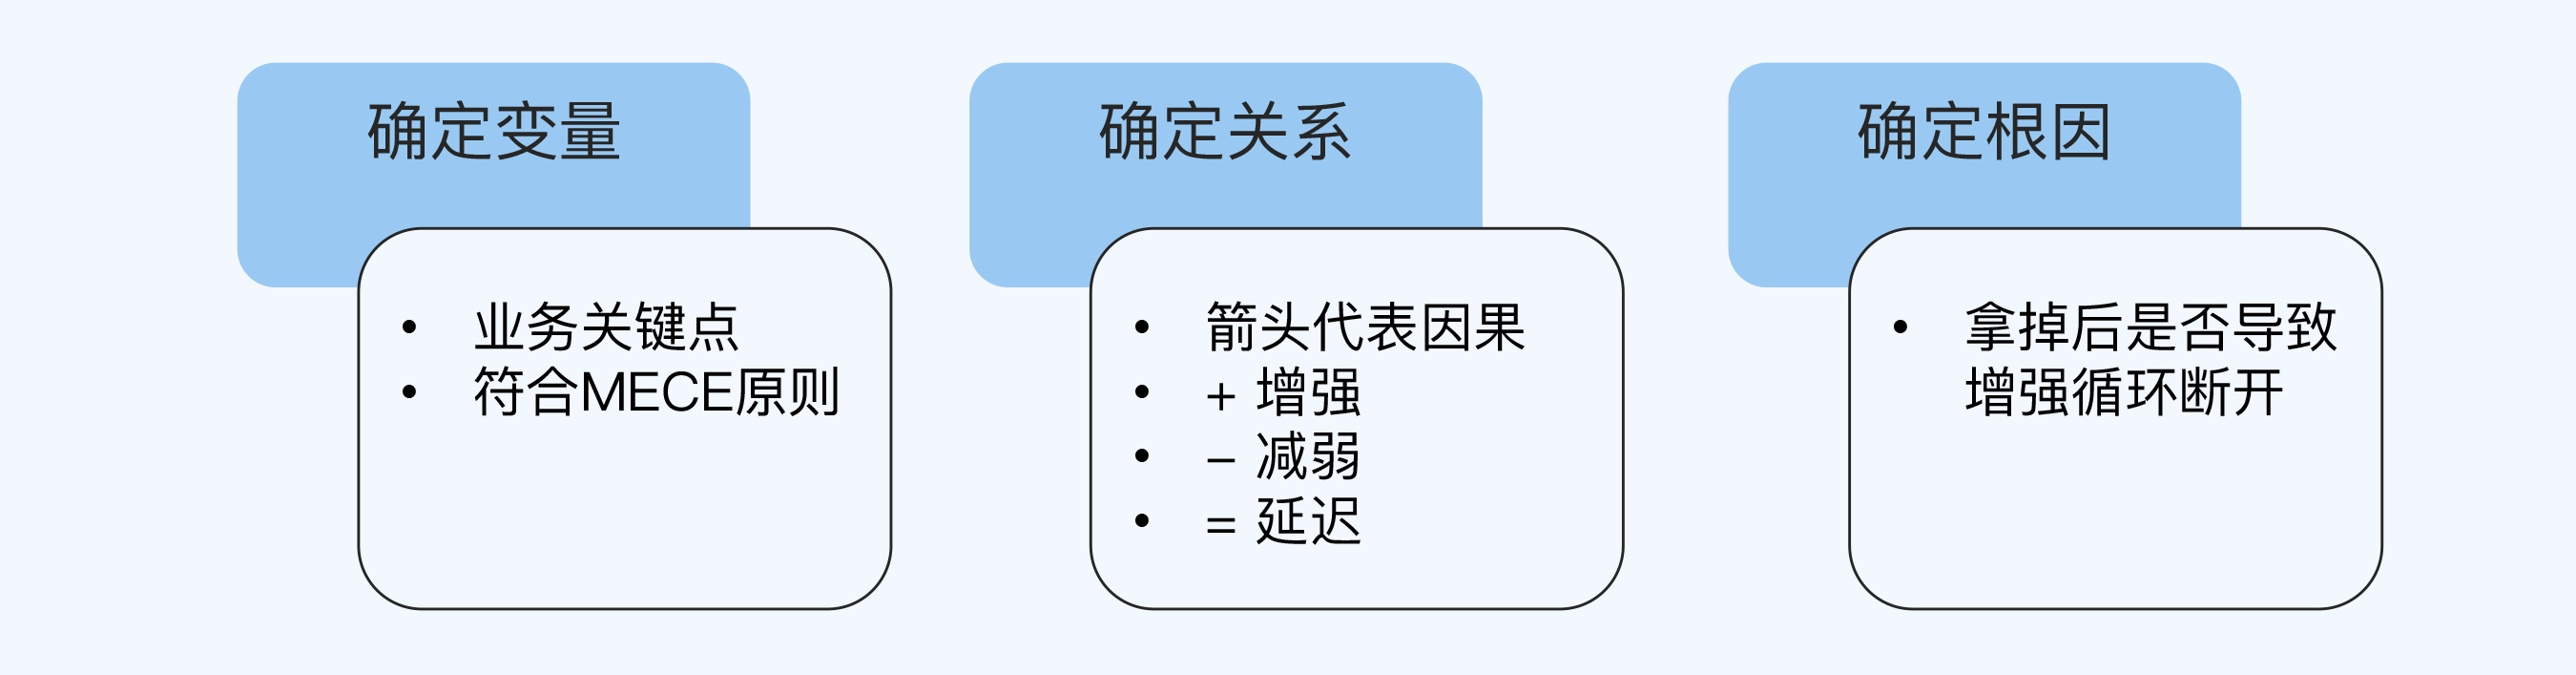 确定变量
• 业务关键点
• 符合MECE原则
确定关系
• 箭头代表因果
• + 增强
• – 减弱
• = 延迟
确定根因
• 拿掉后是否导致
增强循环断开